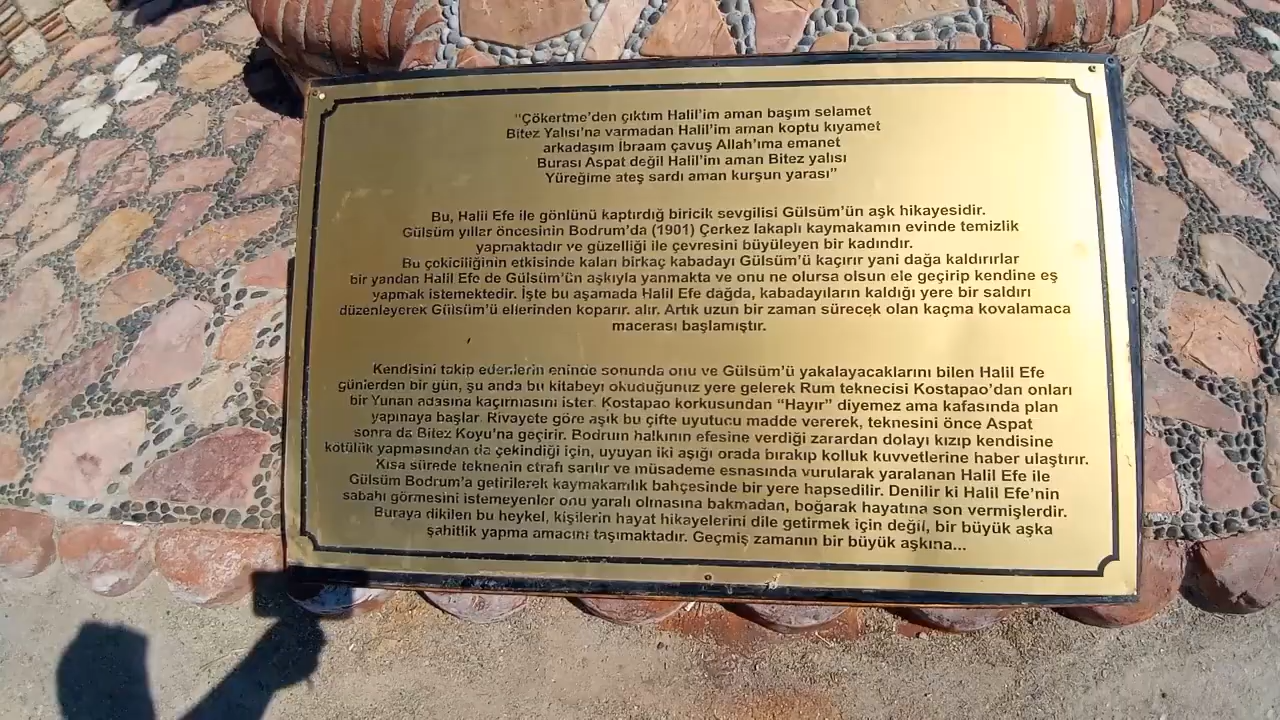 "Çökertme'den çıktım Halil'im aman başım selamet
Bitez Yalısı'na varmadan Halil'im aman koptu kıyamet
arkadaşım İbraam çavuş Allah'ıma emanet
Burası Aspat değil Halil'im aman Bitez yalısı
Yüreğime ateş sardı aman kurşun yarası"
Bu, Halil Efe ile gönlünü kaptırdığ biricik sevgilisi Gülsüm'ün aşk hikayesidir.
Gülsüm yıllar öncesinin Bodrum'da (1901) Çerkez lakaplı kaymakamın evinde temizlik
yapmaktadır ve güzelliği ile çevresini büyüleyen bir kadındır.
Bu çekiciliğinin etkisinde kalan birkaç kabadayı Gülsüm'ü kaçırır yani dağa kaldırırlar
bir yandan Halil Efe de Gülsüm'ün aşkıyla yanmakta ve onu ne olursa olsun ele geçirip kendine eş
yapmak istemektedir. İşte bu aşamada Halil Efe dağda, kabadayıların kaldığı yere bir saldırı
düzenleyerek Gülsüm'ü ellerinden koparır. alır. Artık uzun bir zaman sürecek olan kaçma kovalamaca
macerası başlamıştır.
Kendisini takip edenlerin eninde sonunda onu ve Gülsüm'ü yakalayacaklarını bilen Halil Efe
günlerden bir gün, şu anda bu kitabeyi okuduğunuz yere gelerek Rum teknecisi Kostapao'dan onları
bir Yunan adasına kaçırmasını ister. Kostapao korkusundan "Hayır" diyemez ama kafasında plan
yapmaya başlar. Rivayete göre aşık bu çifte uyutucu madde vererek, teknesini önce Aspat
sonra da Bitez Koyu'na geçirir. Bodrum halkının efesine verdiği zarardan dolayı kızıp kendisine
kötülük yapmasından da çekindiği için, uyuyan iki aşığı orada bırakıp kolluk kuvvetlerine haber ulaştırır.
Kısa sürede teknenin etrafı sarılır ve müsademe esnasında vurularak yaralanan Halil Efe ile
Gülsüm Bodrum'a getirilerek kaymakamlık bahçesinde bir yere hapsedilir. Denilir ki Halil Efe'nin
sabahı görmesini istemeyenler onu yaralı olmasına bakmadan, boğarak hayatına son vermişlerdir.
Buraya dikilen bu heykel, kişilerin hayat hikayelerini dile getirmek için değil, bir büyük aşka
şahitlik yapma amacını taşımaktadır. Geçmiş zamanın bir büyük aşkına...